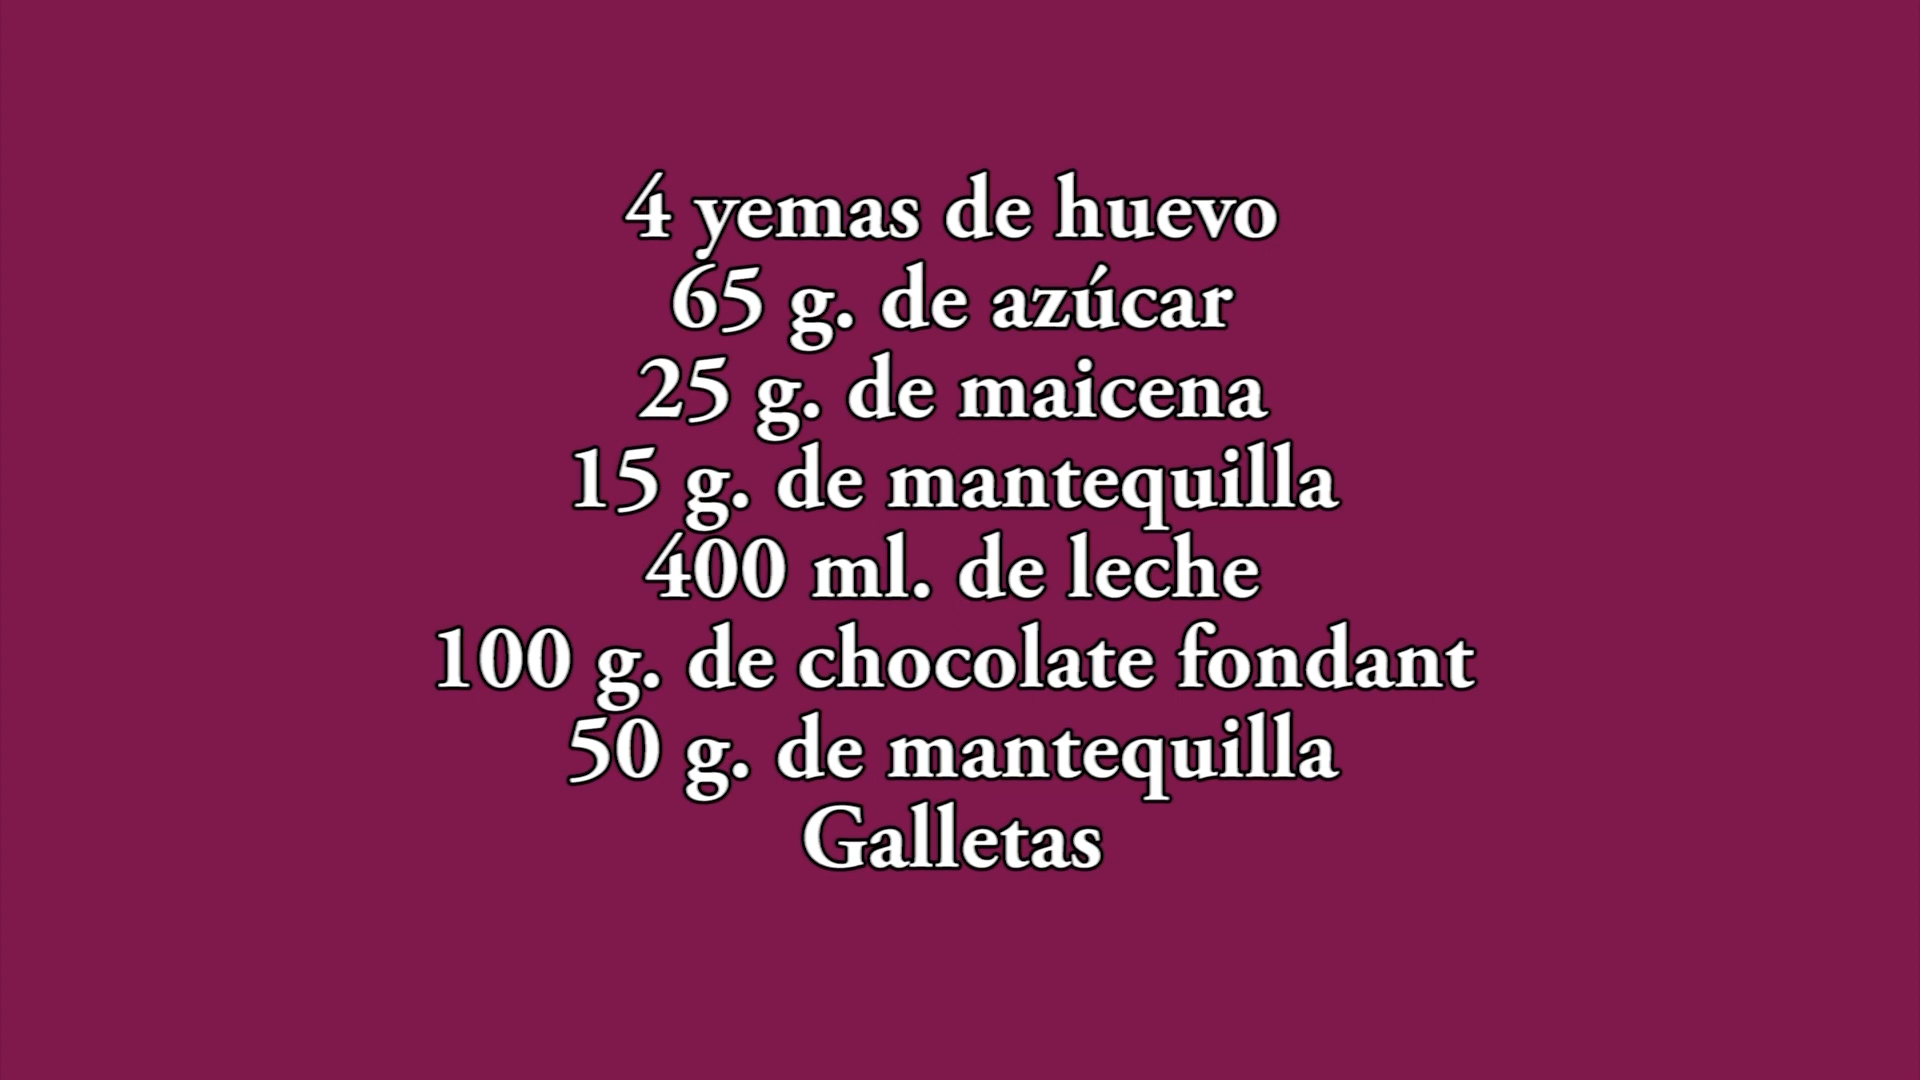 4 yemas de huevo
65 g. de azúcar
25 g. de maicena
15 g. de mantequilla
400 ml. de leche
100 g. de chocolate fondant
50 g. de mantequilla
Galletas